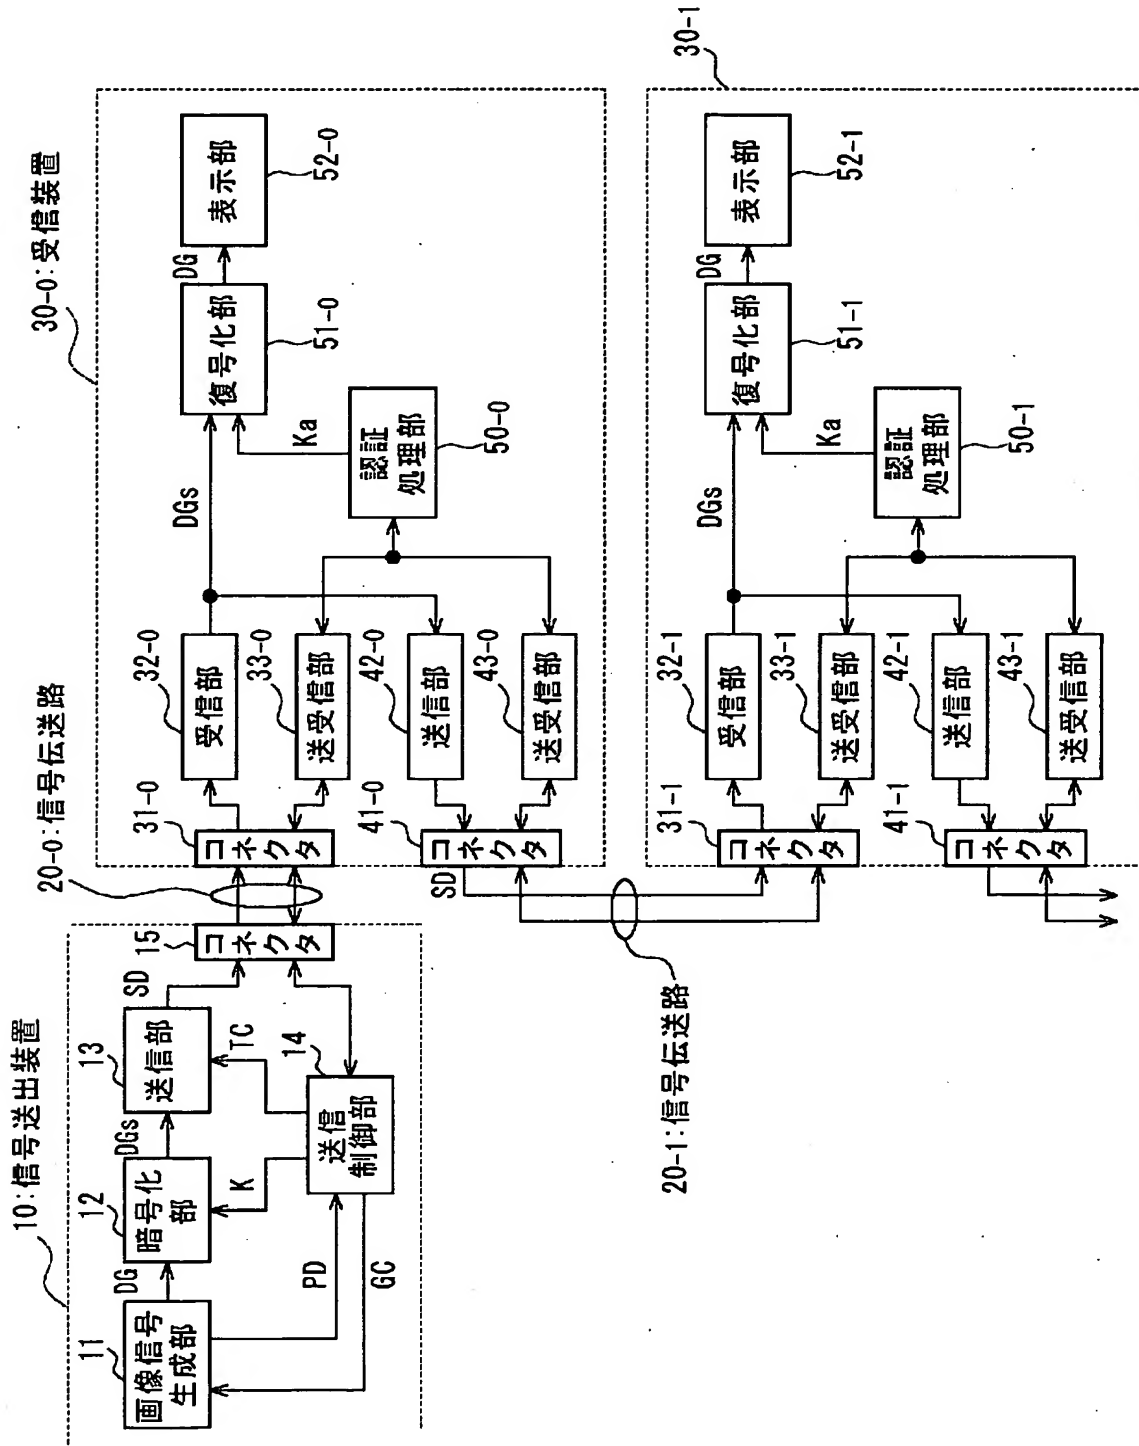 10:信号送出装置
11
画像信号
生成部
DG
12
暗号化
部
DGs
13
送信部
SD
15
コネクタ
PD
GC
K
TC
14
送信
制御部
20-0:信号伝送路
30-0:受信装置
31-0
コネクタ
32-0
受信部
33-0
送受信部
41-0
コネクタ
42-0
送信部
43-0
送受信部
DGs
Ka
認証
処理部
50-0
復号化部
51-0
DG
表示部
52-0
SD
20-1:信号伝送路
30-1
31-1
コネクタ
32-1
受信部
33-1
送受信部
41-1
コネクタ
42-1
送信部
43-1
送受信部
DGs
Ka
認証
処理部
50-1
復号化部
51-1
DG
表示部
52-1